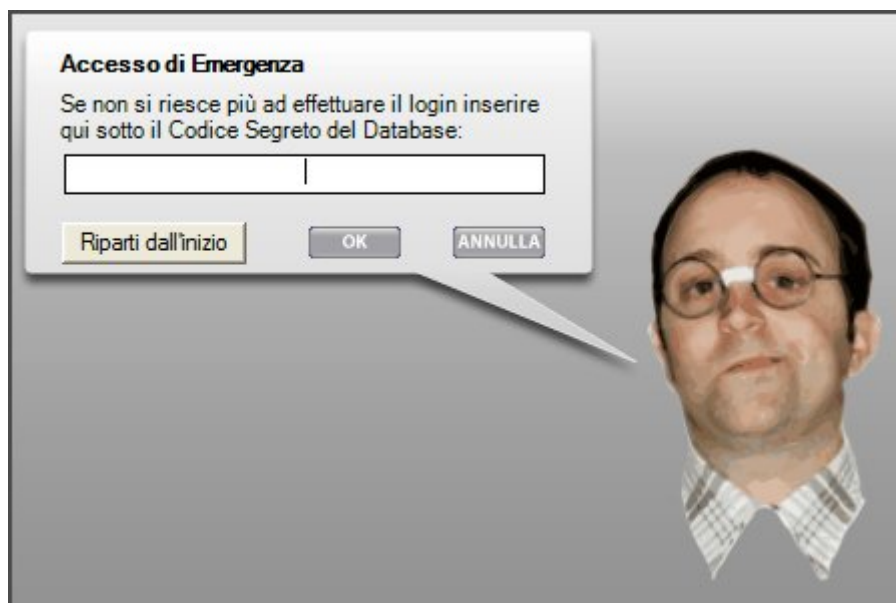 Accesso di Emergenza
Se non si riesce più ad effettuare il login inserire
qui sotto il Codice Segreto del Database:
Riparti dall'inizio OK ANNULLA